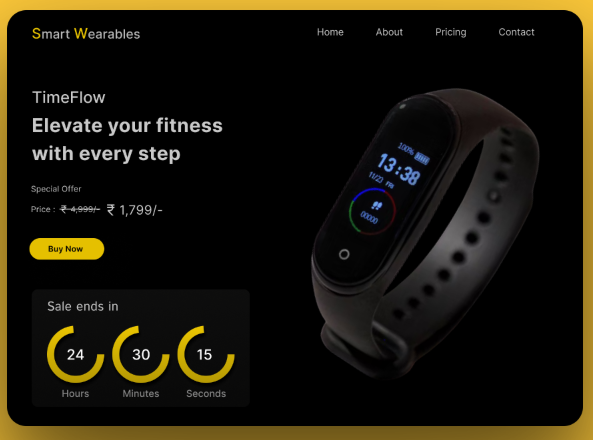 Smart Wearables
Home About Pricing Contact
TimeFlow
Elevate your fitness
with every step
Special Offer
Price : ₹ 4,999/- ₹ 1,799/-
Buy Now
Sale ends in
24 30 15
Hours Minutes Seconds
100%
13:38
11/23 FRI
00000